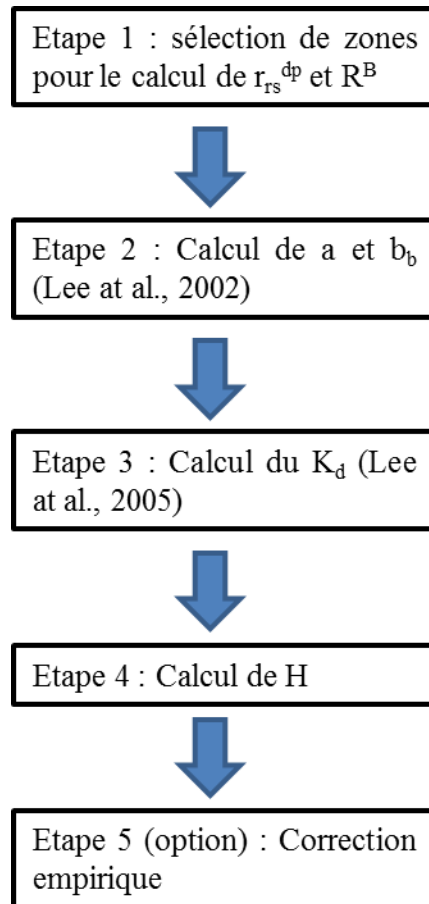 Etape 1 : sélection de zones
pour le calcul de r_rs^dp et R^B
Etape 2 : Calcul de a et b_b
(Lee at al., 2002)
Etape 3 : Calcul du K_d (Lee
at al., 2005)
Etape 4 : Calcul de H
Etape 5 (option) : Correction
empirique